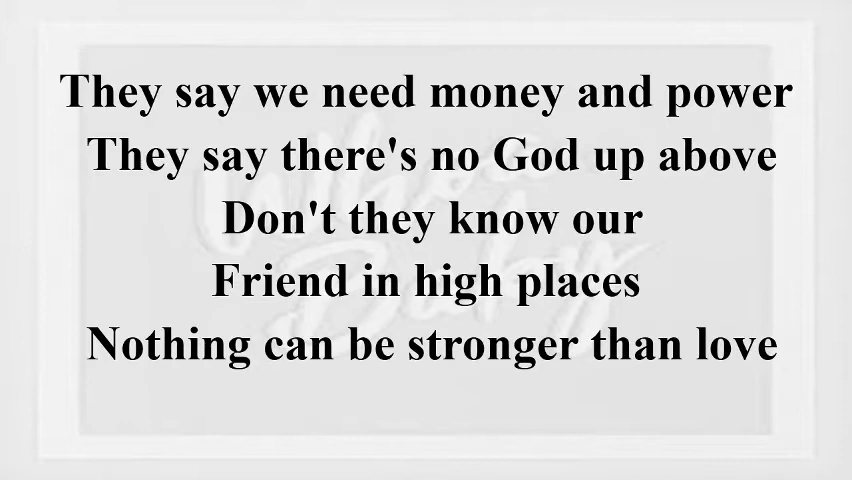 They say we need money and power
They say there's no God up above
Don't they know our
Friend in high places
Nothing can be stronger than love